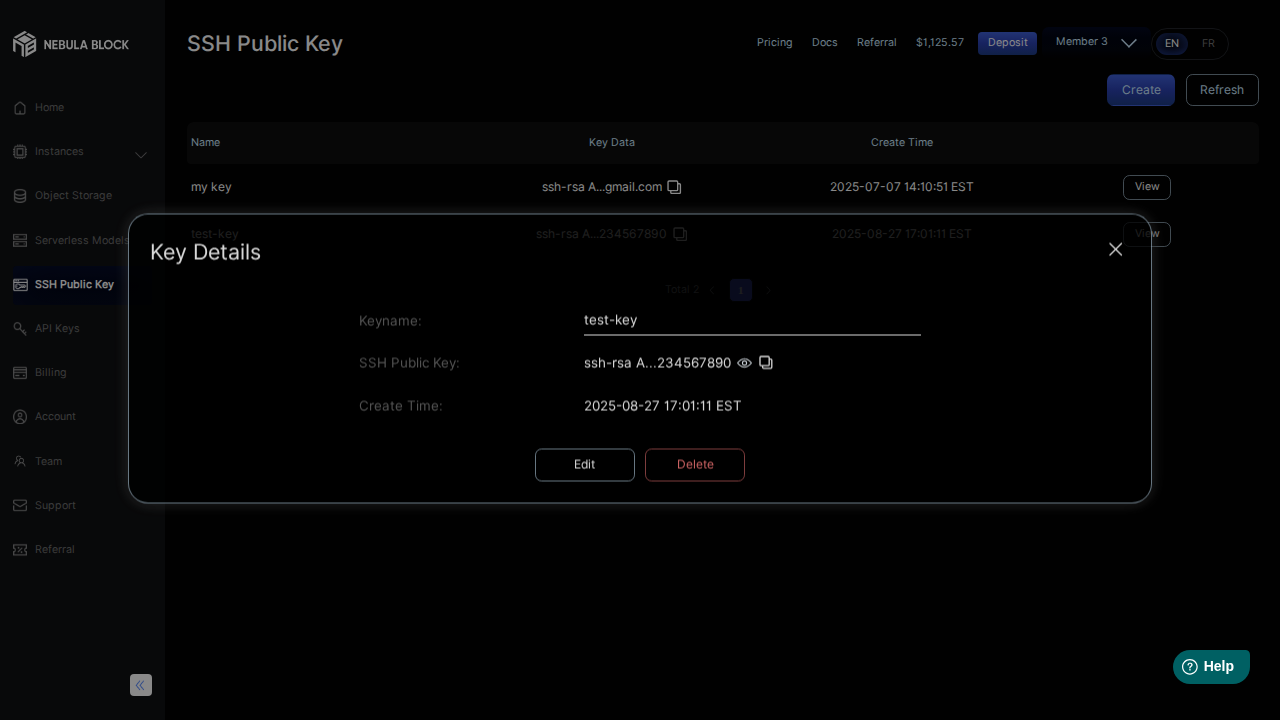 NEBULA BLOCK
SSH Public Key
Pricing
Docs
Referral
$1,125.57
Deposit
Member 3
EN
FR
Create
Refresh
Home
Instances
Object Storage
Serverless Models
SSH Public Key
API Keys
Billing
Account
Team
Support
Referral
Name
Key Data
Create Time
my key
ssh-rsa A...gmail.com
2025-07-07 14:10:51 EST
View
test-key
ssh-rsa A...234567890
2025-08-27 17:01:11 EST
View
Total 2
1
Key Details
Keyname:
test-key
SSH Public Key:
ssh-rsa A...234567890
Create Time:
2025-08-27 17:01:11 EST
Edit
Delete
Help